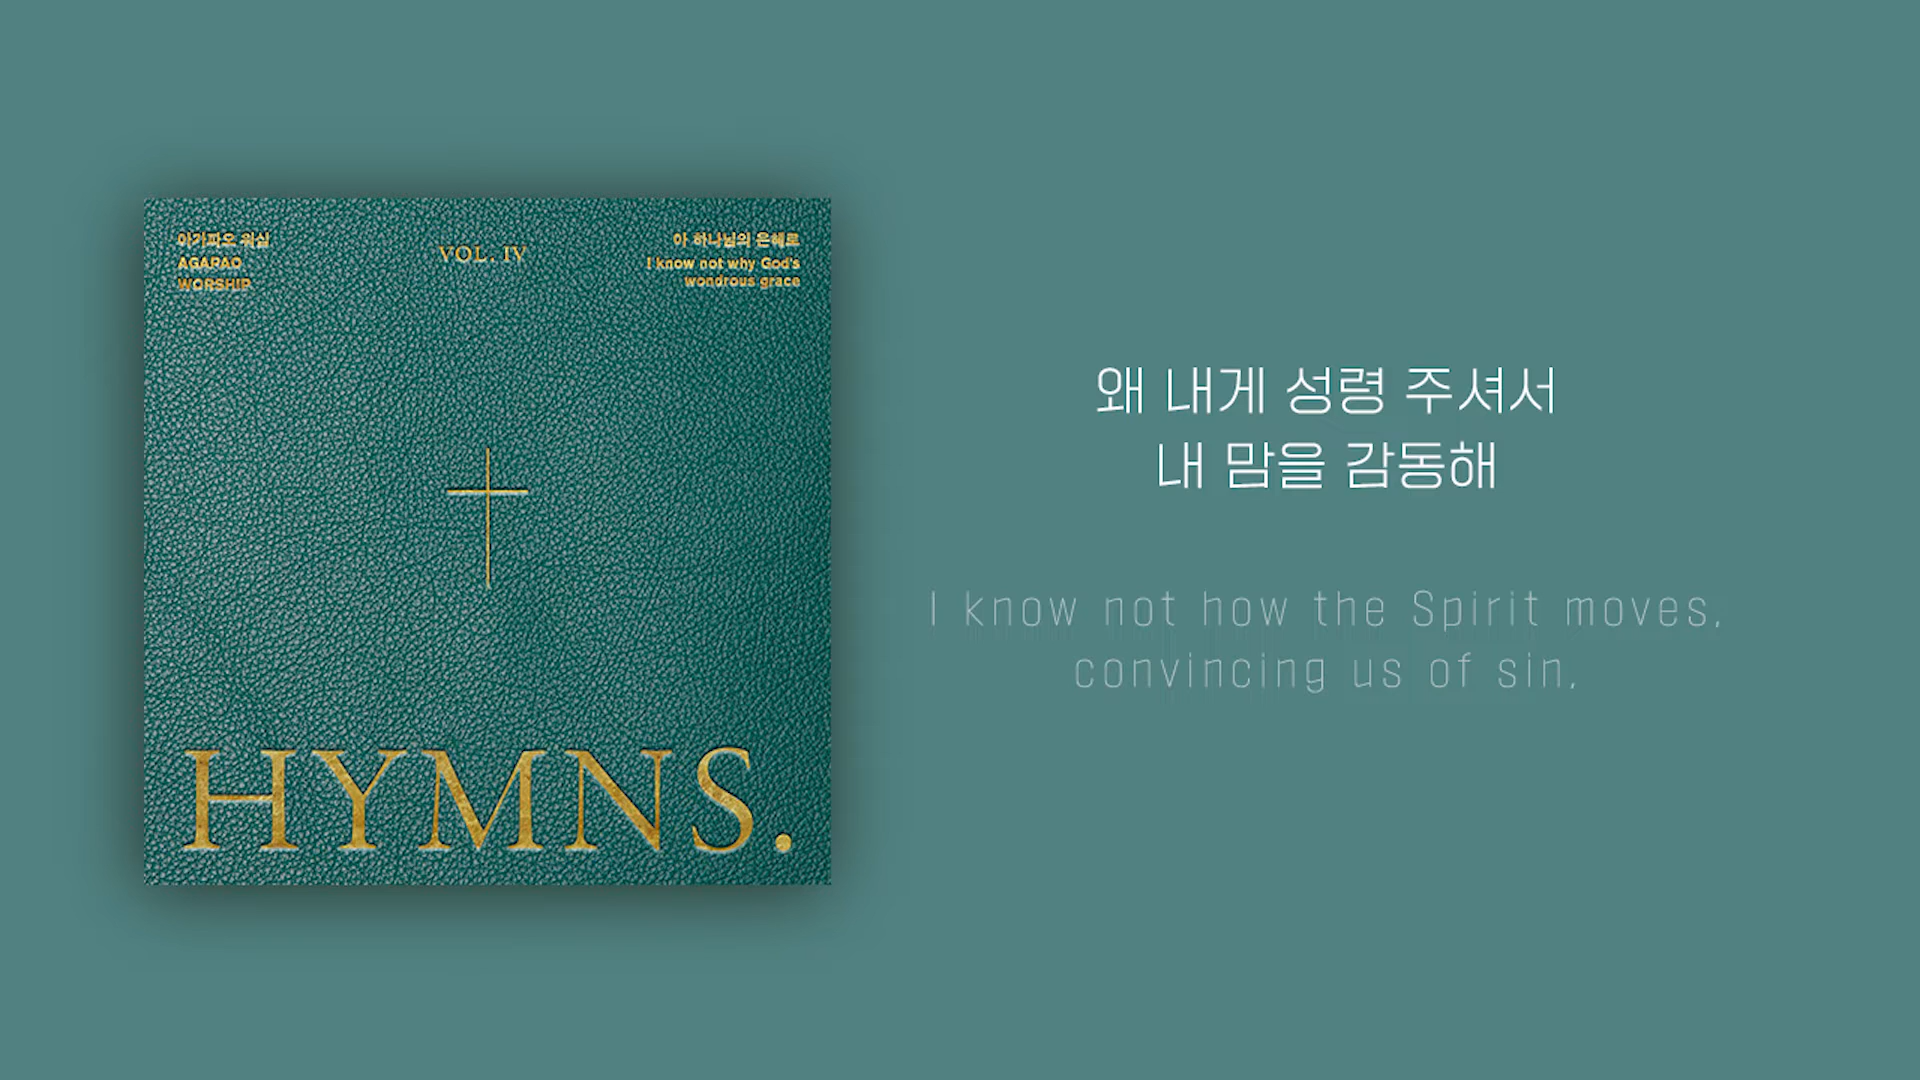 아가파오 워십
AGAPAO
WORSHIP
VOL. IV
아 하나님의 은혜로
I know not why God's
wondrous grace
HYMNS.
왜 내게 성령 주셔서
내 맘을 감동해
I know not how the Spirit moves,
convincing us of sin,